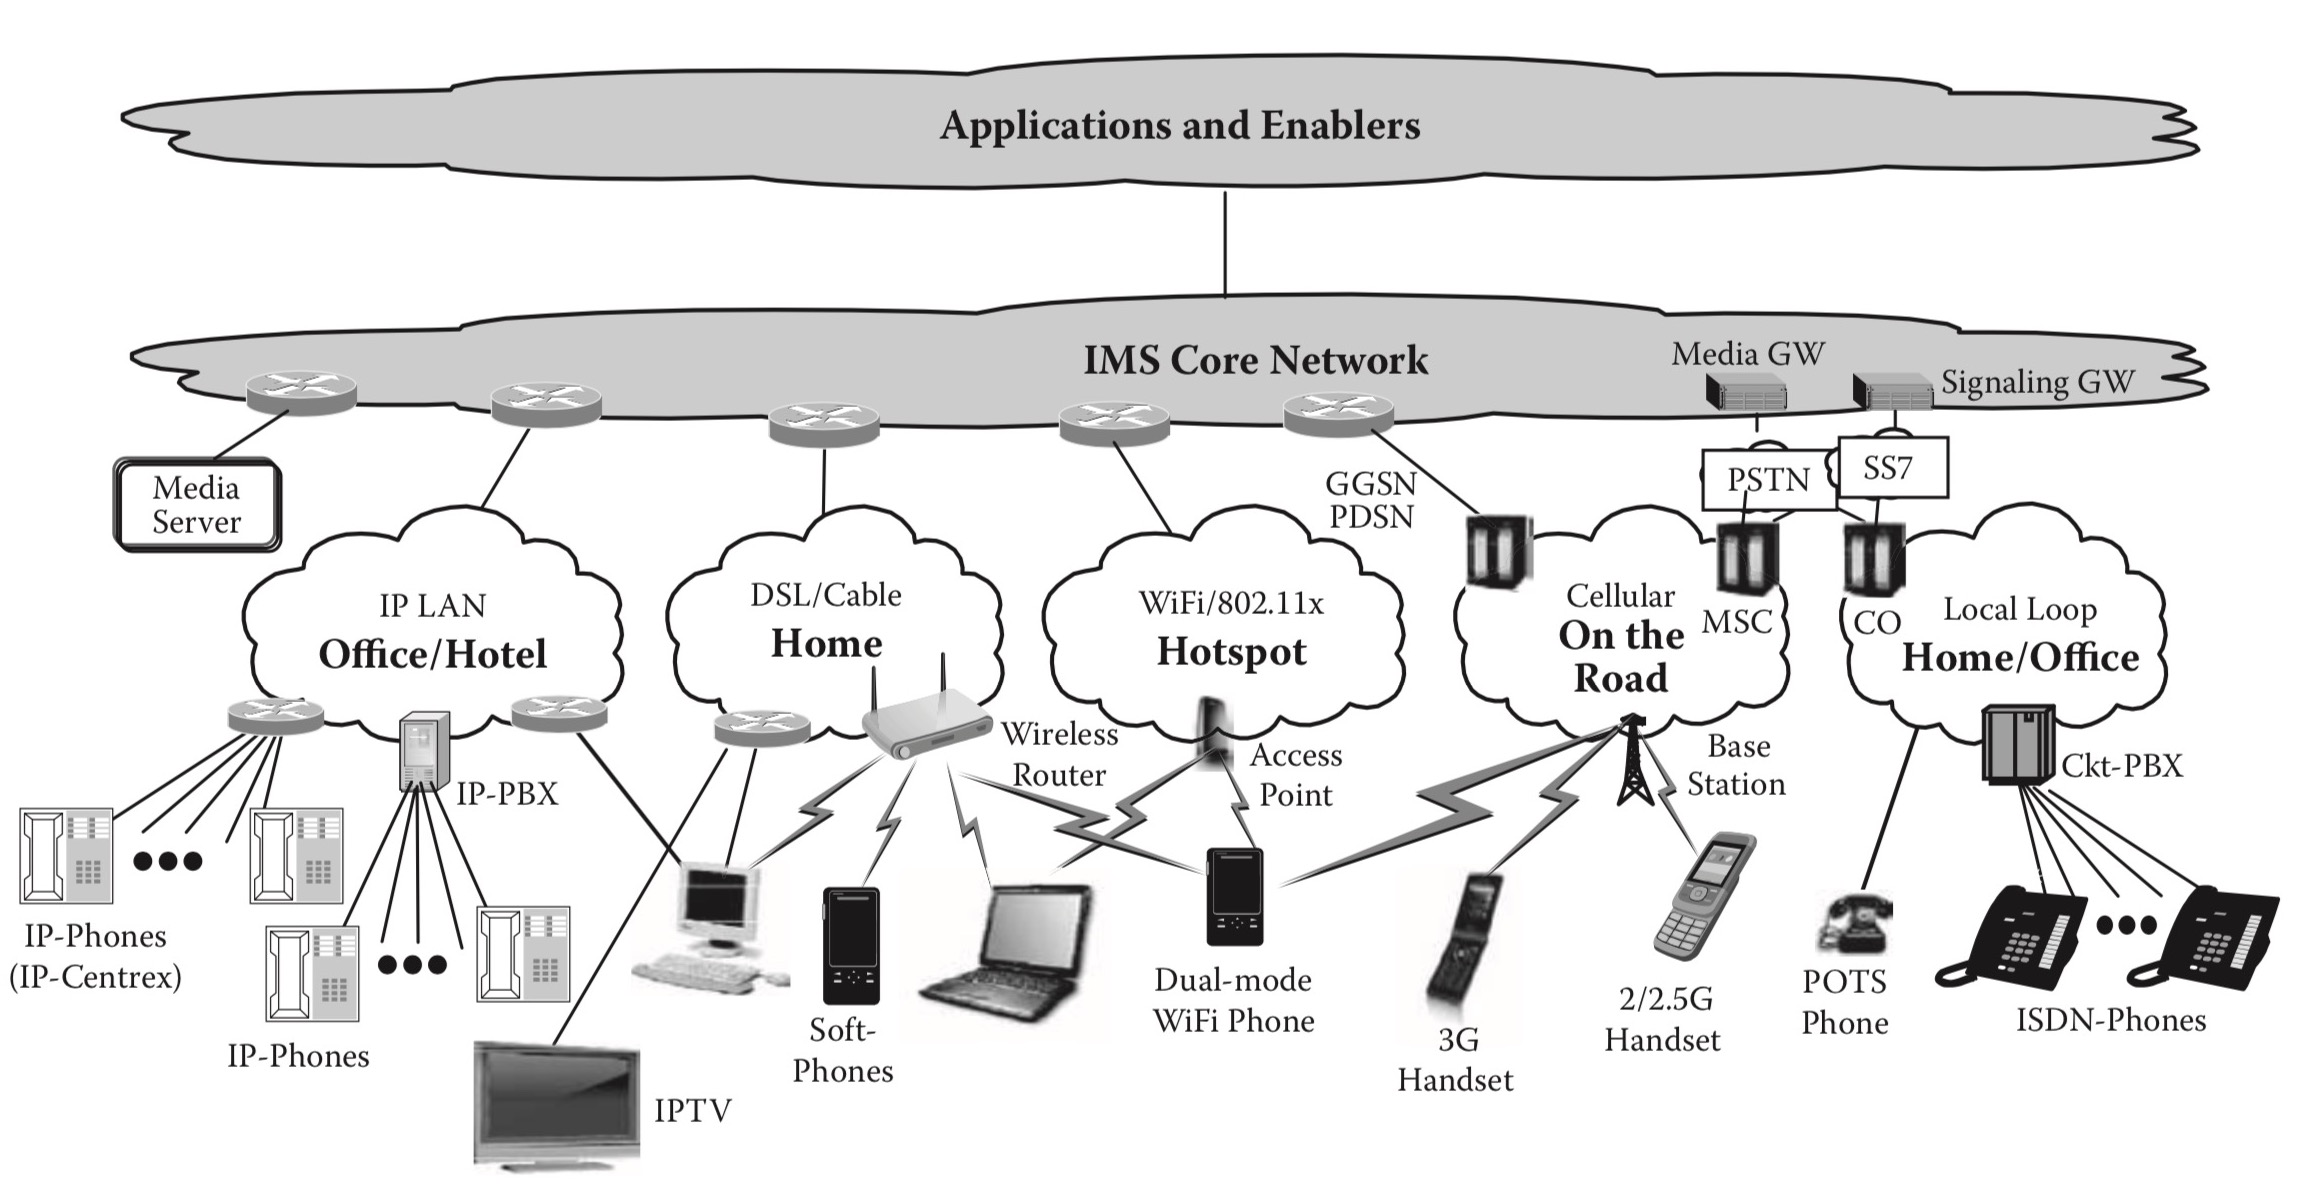 Applications and Enablers
IMS Core Network
Media GW
Signaling GW
Media
Server
GGSN
PDSN
PSTN
SS7
IP LAN
Office/Hotel
DSL/Cable
Home
WiFi/802.11x
Hotspot
Cellular
On the
Road
MSC
CO
Local Loop
Home/Office
IP-PBX
Wireless
Router
Access
Point
Base
Station
Ckt-PBX
IP-Phones
(IP-Centrex)
IP-Phones
IPTV
Soft-
Phones
Dual-mode
WiFi Phone
3G
Handset
2/2.5G
Handset
POTS
Phone
ISDN-Phones